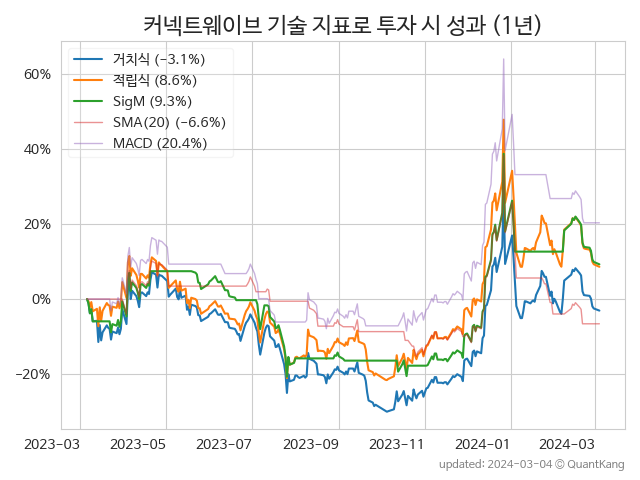 커넥트웨이브 기술 지표로 투자 시 성과 (1년)
거치식 (−3.1%)
적립식 (8.6%)
SigM (9.3%)
SMA(20) (−6.6%)
MACD (20.4%)
60%
40%
20%
0%
−20%
2023-03 2023-05 2023-07 2023-09 2023-11 2024-01 2024-03
updated: 2024-03-04 © QuantKang